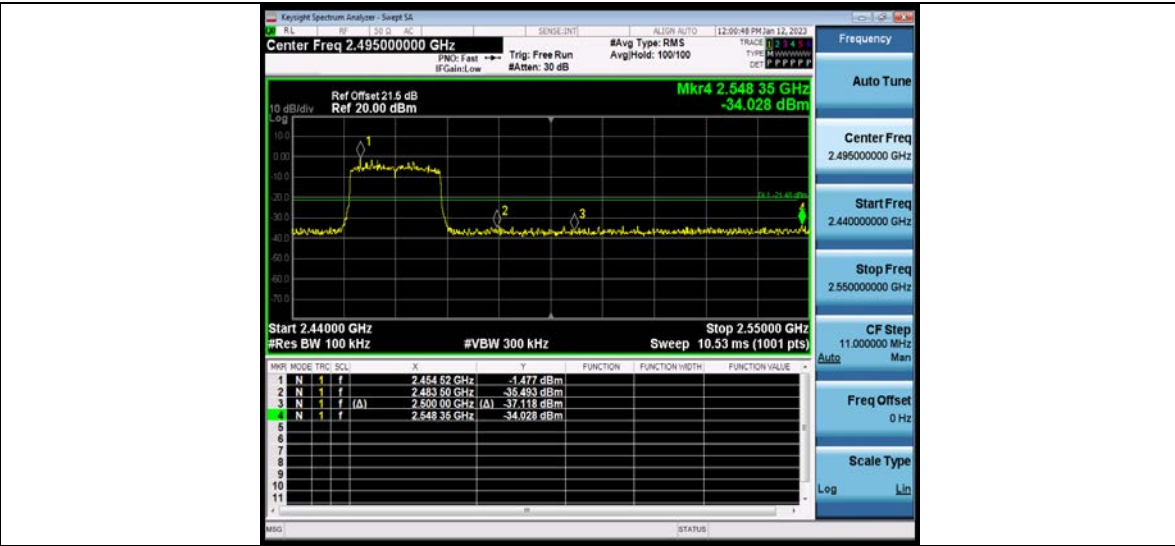 Keysight Spectrum Analyzer - Swept SA
RL RF 50 Ω AC SENSE:INT ALIGN AUTO 12:00:48 PM Jan 12, 2023
Center Freq 2.495000000 GHz
PNO: Fast
IFGain:Low
Trig: Free Run
#Atten: 30 dB
#Avg Type: RMS
Avg|Hold: 100/100
TRACE 1 2 3 4 5 6
TYPE M W W W W W
DET P P P P P P
Mkr4 2.548 35 GHz
-34.028 dBm
Ref Offset 21.5 dB
10 dB/div Ref 20.00 dBm
Log
10.0
0.00
-10.0
-20.0
-30.0
-40.0
-50.0
-60.0
-70.0
1
2
3
Start 2.44000 GHz Stop 2.55000 GHz
#Res BW 100 kHz #VBW 300 kHz Sweep 10.53 ms (1001 pts)
MKR MODE TRC SCL X Y FUNCTION FUNCTION WIDTH FUNCTION VALUE
1 N 1 f 2.454 52 GHz -1.477 dBm
2 N 1 f 2.483 50 GHz -35.493 dBm
3 N 1 f (Δ) 2.500 00 GHz (Δ) -37.118 dBm
4 N 1 f 2.548 35 GHz -34.028 dBm
5
6
7
8
9
10
11
MSG STATUS
Frequency
Auto Tune
Center Freq
2.495000000 GHz
Start Freq
2.440000000 GHz
Stop Freq
2.550000000 GHz
CF Step
11.000000 MHz
Auto Man
Freq Offset
0 Hz
Scale Type
Log Lin